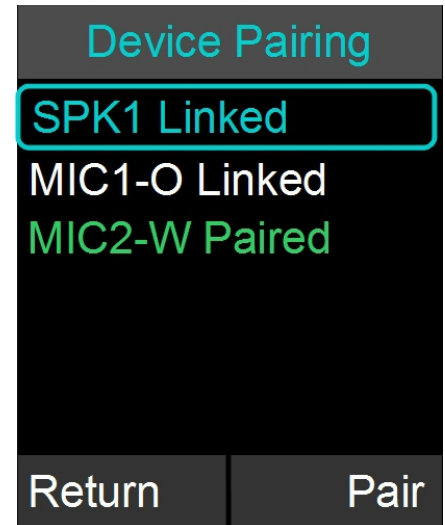 Device Pairing
SPK1 Linked
MIC1-O Linked
MIC2-W Paired
Return Pair